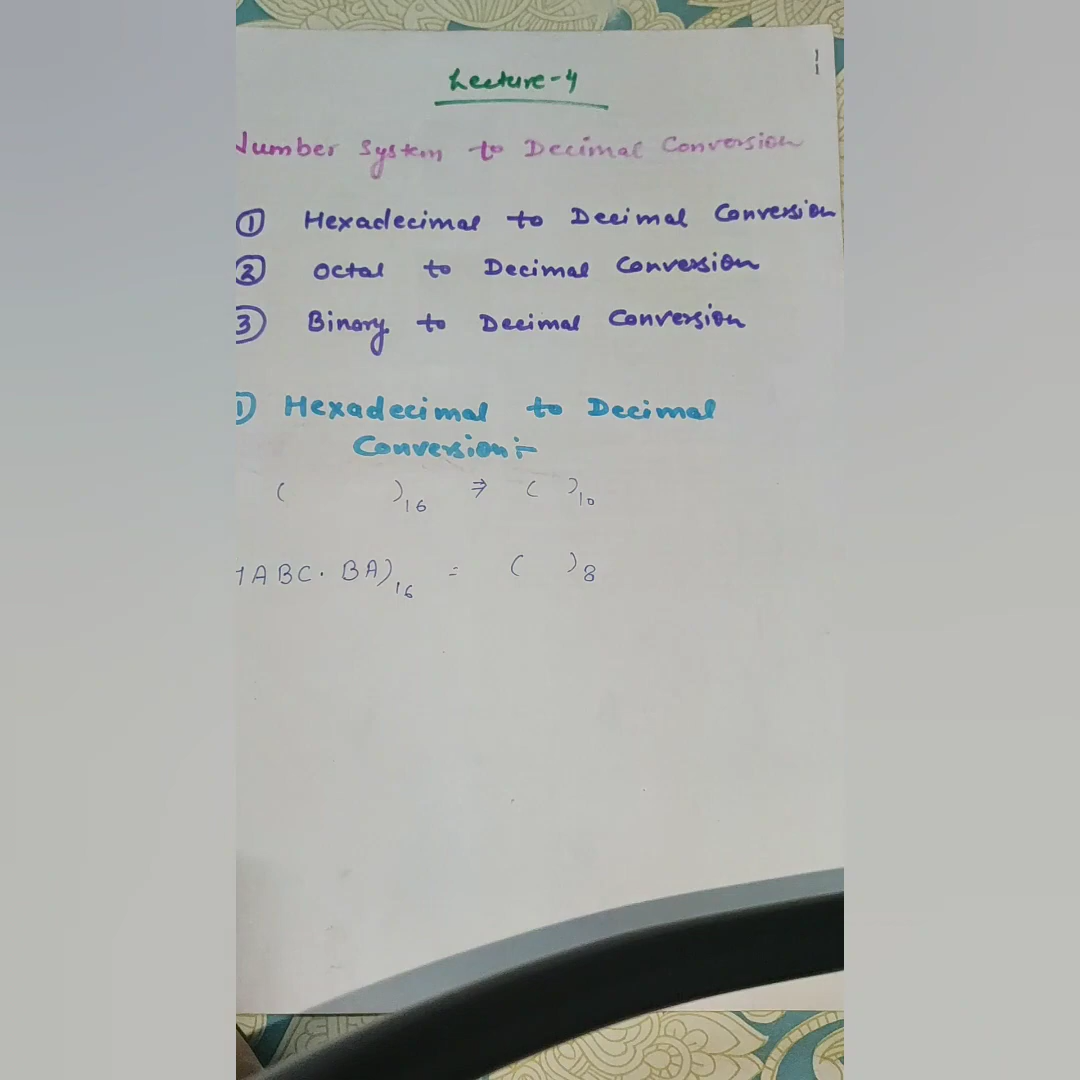 Lecture-4
Number System to Decimal Conversion
① Hexadecimal to Decimal Conversion
② Octal to Decimal Conversion
③ Binary to Decimal Conversion
① Hexadecimal to Decimal
Conversion:-
( )₁₆ ⇒ ( )₁₀
ABC.BA)₁₆ = ( )₈